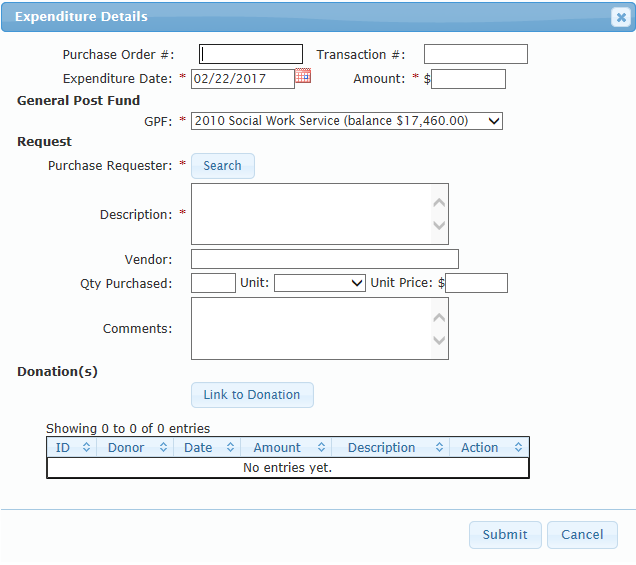 Expenditure Details
Purchase Order #: Transaction #:
Expenditure Date: * 02/22/2017 Amount: * $
General Post Fund
GPF: * 2010 Social Work Service (balance $17,460.00)
Request
Purchase Requester: * Search
Description: *
Vendor:
Qty Purchased: Unit: Unit Price: $
Comments:
Donation(s)
Link to Donation
Showing 0 to 0 of 0 entries
ID Donor Date Amount Description Action
No entries yet.
Submit Cancel